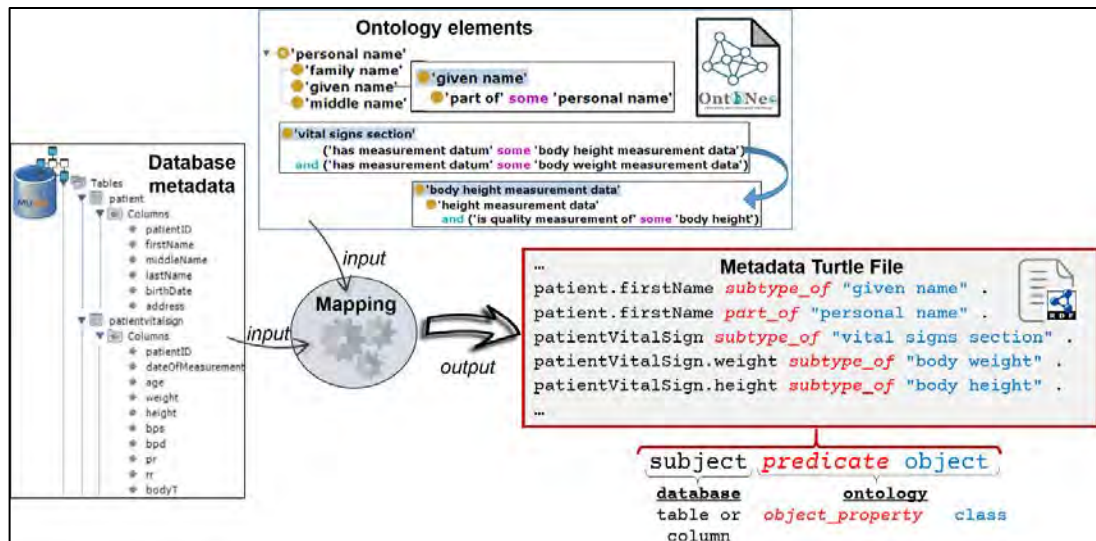 Ontology elements
'personal name'
'family name'
'given name'
'middle name'
'given name'
'part of' some 'personal name'
OntoNeo
'vital signs section'
('has measurement datum' some 'body height measurement data')
and ('has measurement datum' some 'body weight measurement data')
'body height measurement data'
'height measurement data'
and ('is quality measurement of' some 'body height')
Database
metadata
Tables
patient
Columns
patientID
firstName
middleName
lastName
birthDate
address
patientvitalsign
Columns
patientID
dateOfMeasurement
age
weight
height
bps
bpd
pr
rr
bodyT
input
input
Mapping
output
Metadata Turtle File
…
patient.firstName subtype_of "given name" .
patient.firstName part_of "personal name" .
patientVitalSign subtype_of "vital signs section" .
patientVitalSign.weight subtype_of "body weight" .
patientVitalSign.height subtype_of "body height" .
…
RDF
subject predicate object
database ontology
table or object_property class
column